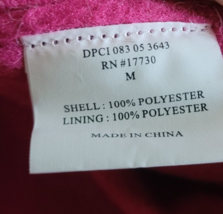 DPCI 083 05 3643
RN #17730
M
SHELL: 100% POLYESTER
LINING: 100% POLYESTER
MADE IN CHINA